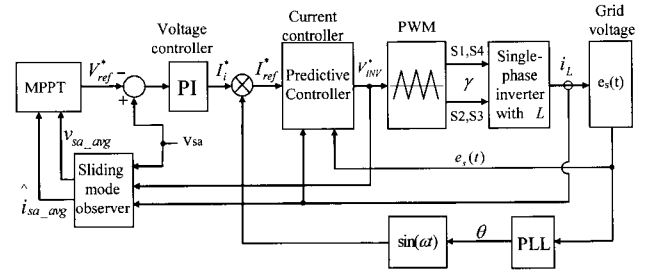 Voltage controller
Current controller
PWM
Grid voltage
MPPT
V*ref
−
+
PI
I*i
I*ref
Predictive Controller
V*INV
S1, S4
γ
S2, S3
Single-phase inverter with L
iL
es(t)
Vsa
vsa_avg
îsa_avg
Sliding mode observer
es(t)
sin(ωt)
θ
PLL